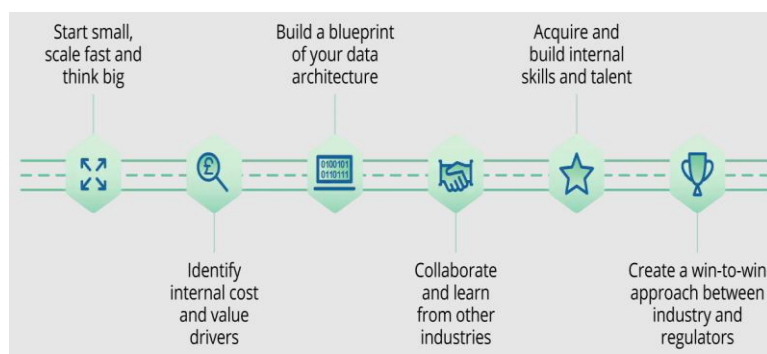 Start small,
scale fast and
think big
Identify
internal cost
and value
drivers
Build a blueprint
of your data
architecture
0100101
0110111
Collaborate
and learn
from other
industries
Acquire and
build internal
skills and talent
Create a win-to-win
approach between
industry and
regulators